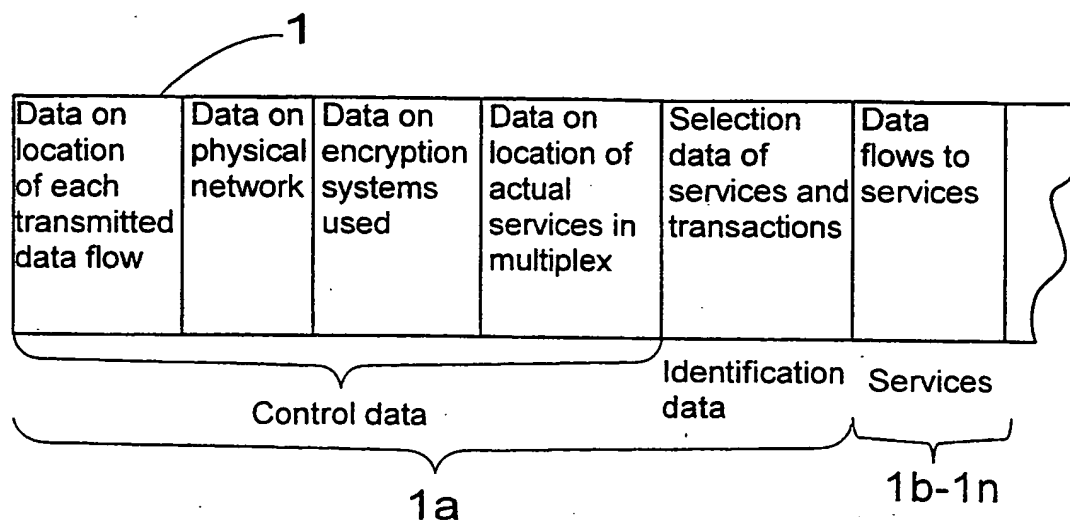 1
Data on
location
of each
transmitted
data flow
Data on
physical
network
Data on
encryption
systems
used
Data on
location of
actual
services in
multiplex
Selection
data of
services and
transactions
Data
flows to
services
Control data
Identification
data
Services
1a
1b-1n